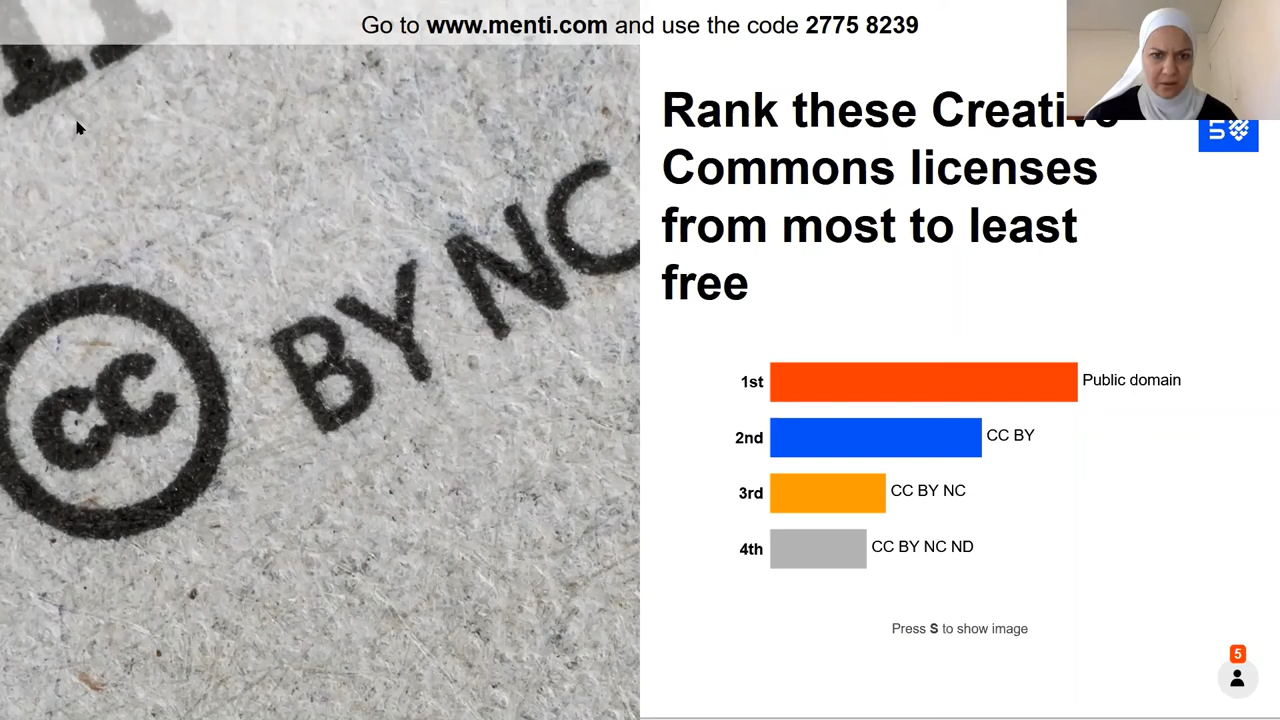 Go to www.menti.com and use the code 2775 8239
cc BY NC
Rank these Creative
Commons licenses
from most to least
free
1st Public domain
2nd CC BY
3rd CC BY NC
4th CC BY NC ND
Press S to show image
5